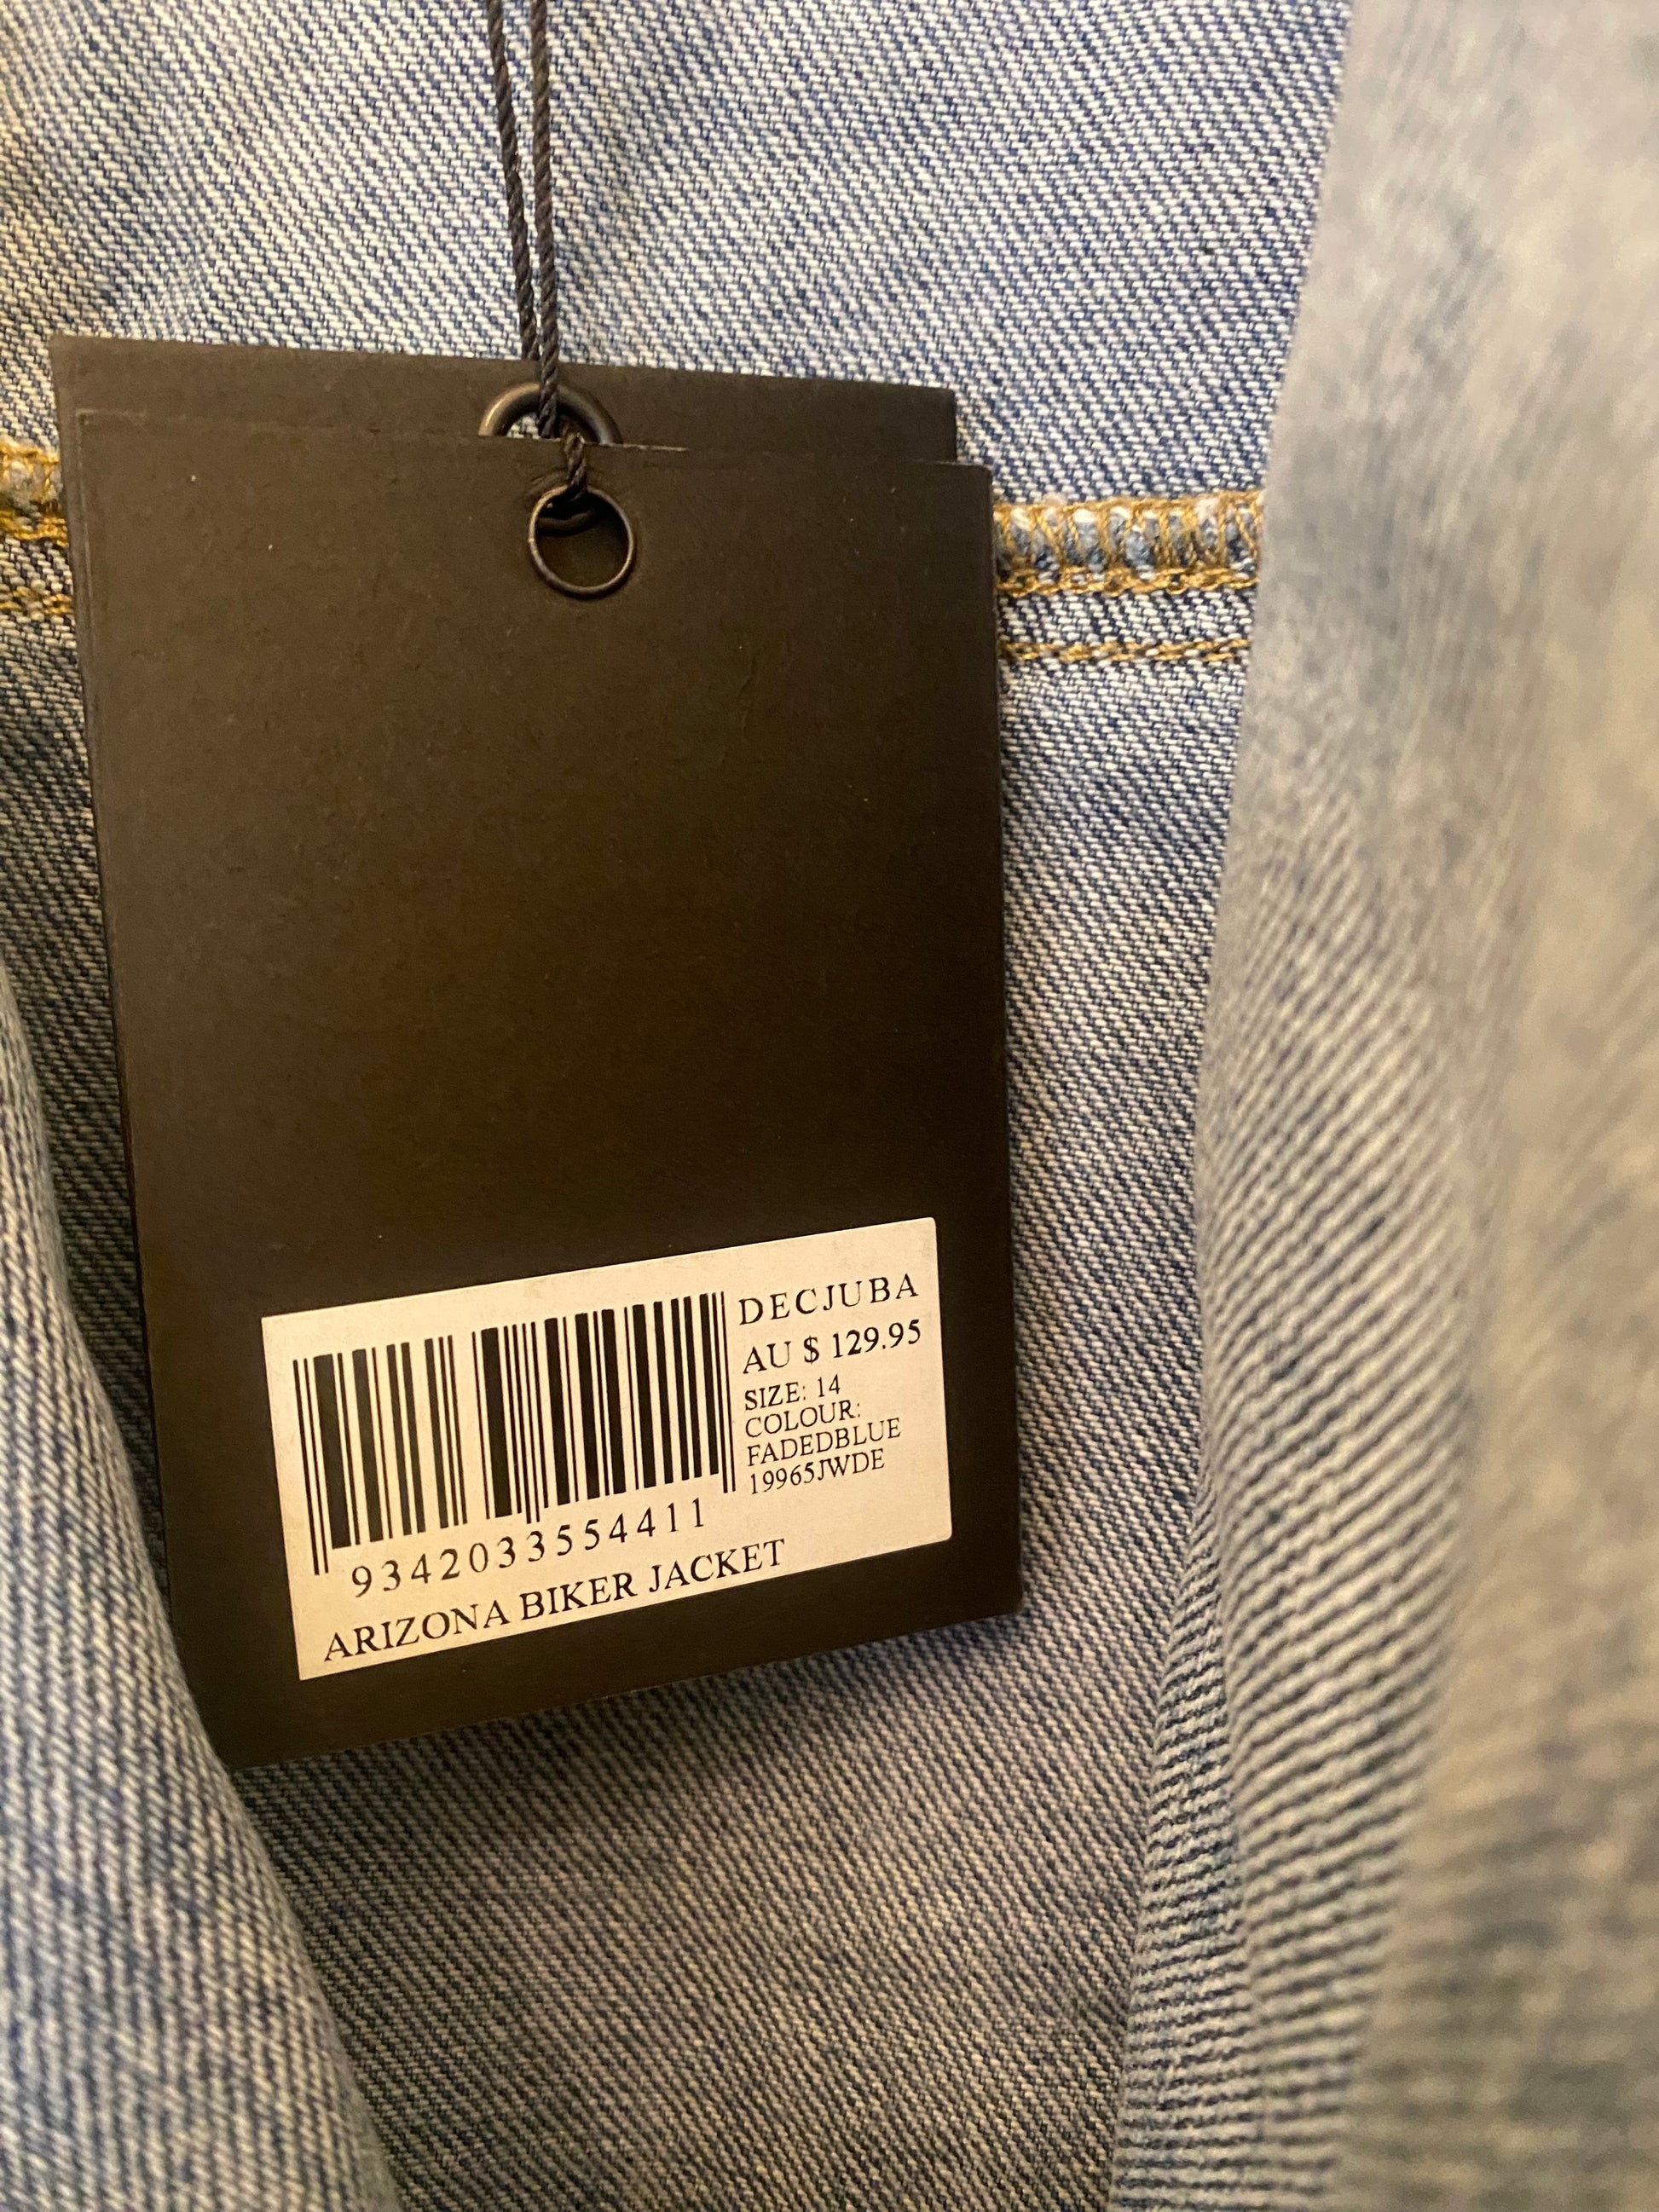 DECJUBA
AU $ 129.95
SIZE: 14
COLOUR:
FADEDBLUE
19965JWDE
9342033554411
ARIZONA BIKER JACKET